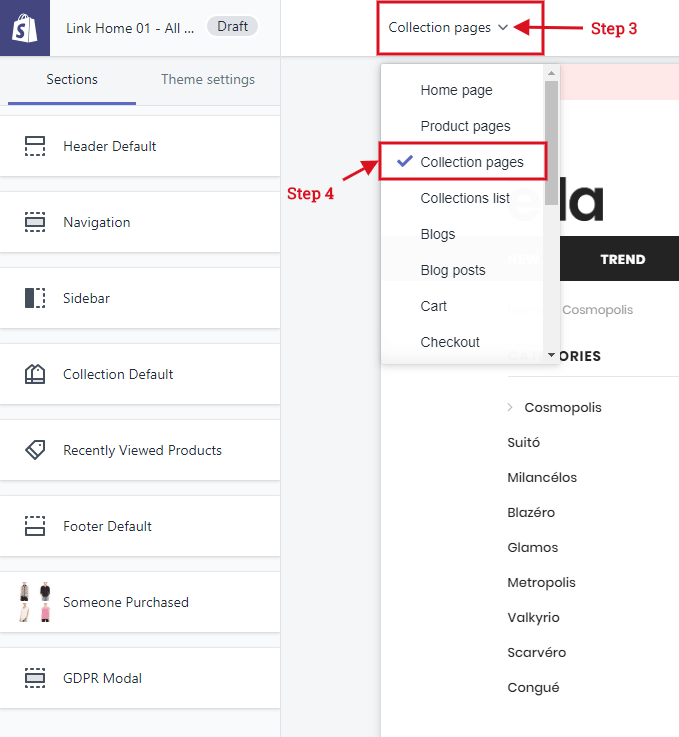 Link Home 01 - All ...
Draft
Collection pages
Step 3
Sections
Theme settings
Header Default
Navigation
Sidebar
Collection Default
Recently Viewed Products
Footer Default
Someone Purchased
GDPR Modal
Home page
Product pages
Collection pages
Step 4
Collections list
Blogs
Blog posts
Cart
Checkout
ella
NEW
TREND
Cosmopolis
CATEGORIES
Cosmopolis
Suitó
Milancélos
Blazéro
Glamos
Metropolis
Valkyrio
Scarvéro
Congué